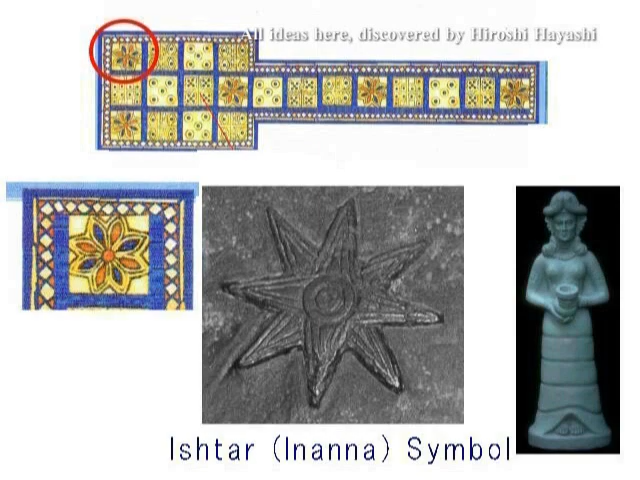 All ideas here, discovered by Hiroshi Hayashi
Ishtar (Inanna) Symbol